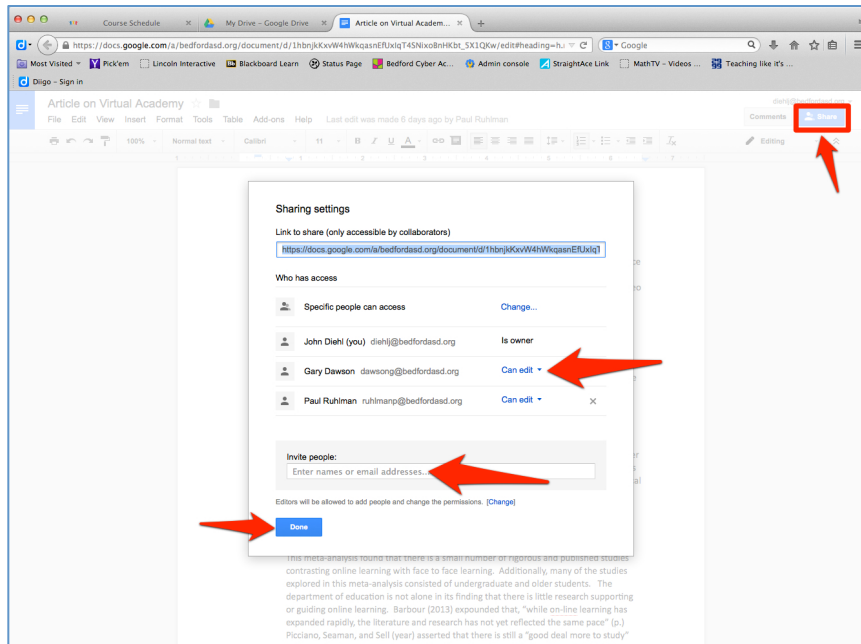 Course Schedule
My Drive – Google Drive
Article on Virtual Academ...
https://docs.google.com/a/bedfordasd.org/document/d/1hbnjkKxvW4hWkqasnEfUxIqT4SNixoBnHKbt_5X1QKw/edit#heading=h.
Google
Most Visited
Pick'em
Lincoln Interactive
Blackboard Learn
Status Page
Bedford Cyber Ac...
Admin console
StraightAce Link
MathTV – Videos ...
Teaching like it's ...
Diigo – Sign in
Article on Virtual Academy
diehlj@bedfordasd.org
File Edit View Insert Format Tools Table Add-ons Help Last edit was made 6 days ago by Paul Ruhlman
Comments
Share
100% Normal text Calibri 11 B I U A
Editing
Sharing settings
Link to share (only accessible by collaborators)
https://docs.google.com/a/bedfordasd.org/document/d/1hbnjkKxvW4hWkqasnEfUxIqT
Who has access
Specific people can access Change...
John Diehl (you) diehlj@bedfordasd.org Is owner
Gary Dawson dawsong@bedfordasd.org Can edit
Paul Ruhlman ruhlmanp@bedfordasd.org Can edit
Invite people:
Enter names or email addresses...
Editors will be allowed to add people and change the permissions. [Change]
Done
This meta-analysis found that there is a small number of rigorous and published studies
contrasting online learning with face to face learning. Additionally, many of the studies
explored in this meta-analysis consisted of undergraduate and older students. The
department of education is not alone in its finding that there is little research supporting
or guiding online learning. Barbour (2013) expounded that, "while on-line learning has
expanded rapidly, the literature and research has not yet reflected the same pace" (p.)
Picciano, Seaman, and Sell (year) asserted that there is still a "good deal more to study"